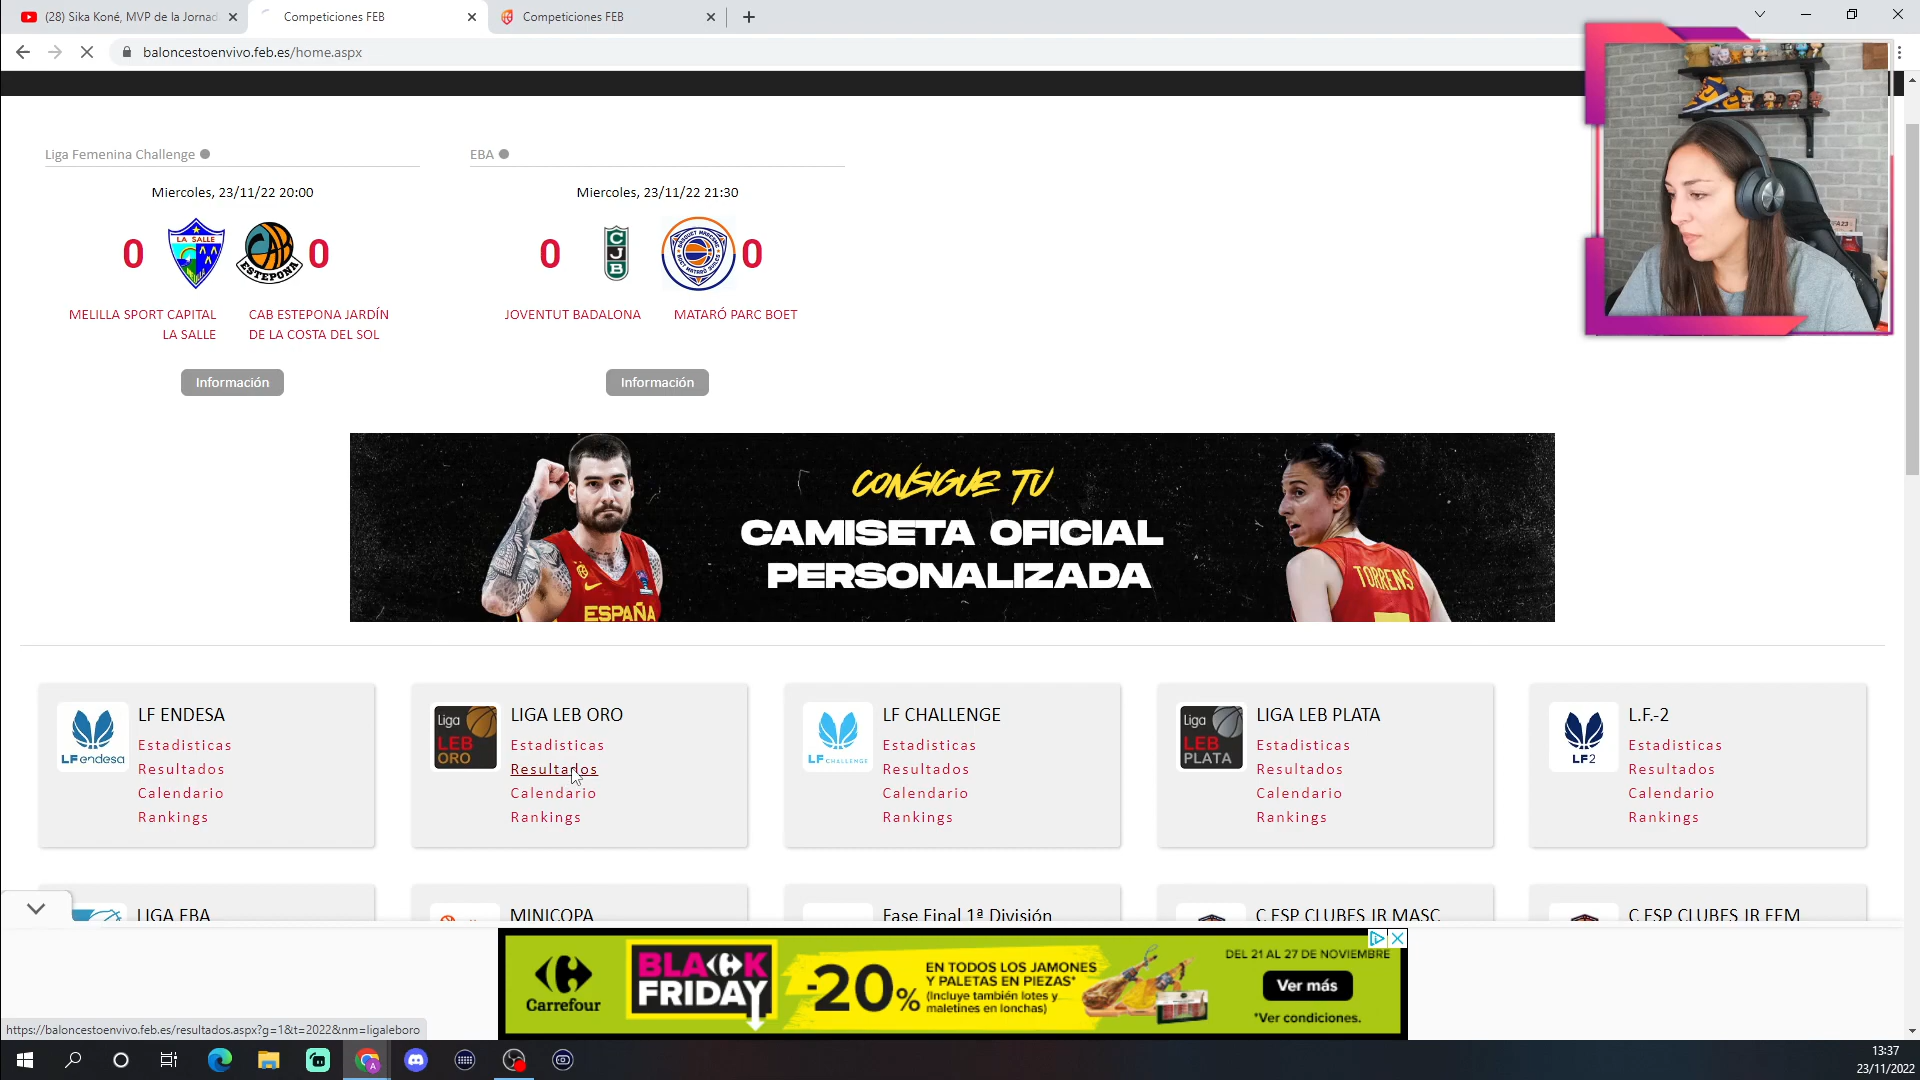 (28) Sika Koné, MVP de la Jornad
Competiciones FEB
Competiciones FEB
baloncestoenvivo.feb.es/home.aspx
Liga Femenina Challenge
EBA
Miercoles, 23/11/22 20:00
Miercoles, 23/11/22 21:30
0
LA SALLE
CAB
ESTEPONA
0
0
CJB
0
MELILLA SPORT CAPITAL
LA SALLE
CAB ESTEPONA JARDÍN
DE LA COSTA DEL SOL
JOVENTUT BADALONA
MATARÓ PARC BOET
Información
Información
CONSIGUE TU
CAMISETA OFICIAL
PERSONALIZADA
ESPAÑA
TORRENS
LF endesa
LF ENDESA
Estadisticas
Resultados
Calendario
Rankings
Liga
LEB
ORO
LIGA LEB ORO
Estadisticas
Resultados
Calendario
Rankings
LF CHALLENGE
LF CHALLENGE
Estadisticas
Resultados
Calendario
Rankings
Liga
LEB
PLATA
LIGA LEB PLATA
Estadisticas
Resultados
Calendario
Rankings
LF2
L.F.-2
Estadisticas
Resultados
Calendario
Rankings
LIGA EBA
MINICOPA
Fase Final 1ª División
C ESP CLUBES JR MASC
C ESP CLUBES JR FEM
Carrefour
BLACK
FRIDAY
-20%
EN TODOS LOS JAMONES
Y PALETAS EN PIEZAS*
(Incluye también lotes y
maletines en lonchas)
DEL 21 AL 27 DE NOVIEMBRE
Ver más
*Ver condiciones.
https://baloncestoenvivo.feb.es/resultados.aspx?g=1&t=2022&nm=ligaleboro
A
13:37
23/11/2022